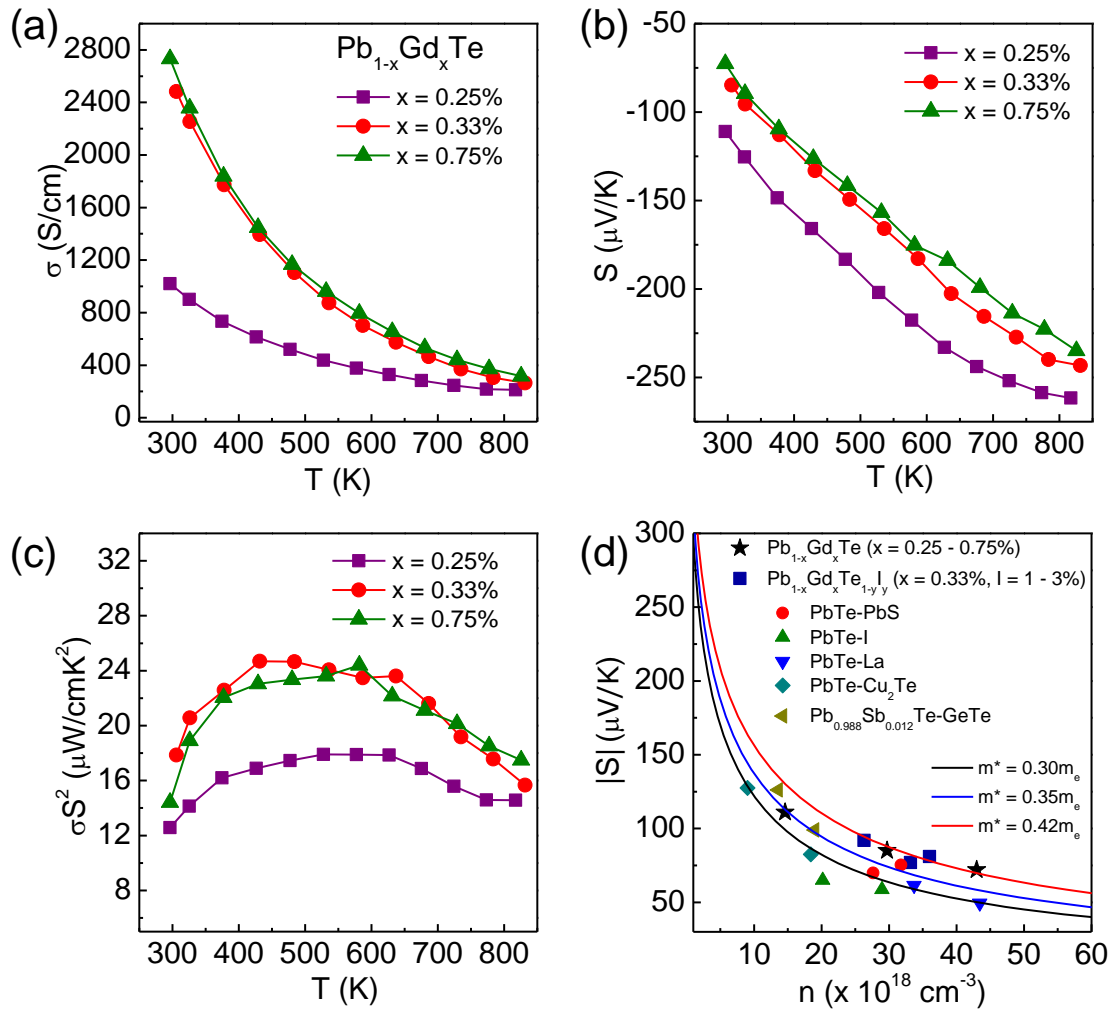 (a)
Pb1-xGdxTe
x = 0.25%
x = 0.33%
x = 0.75%
2800
2400
2000
1600
1200
800
400
0
σ (S/cm)
300 400 500 600 700 800
T (K)
(b)
x = 0.25%
x = 0.33%
x = 0.75%
-50
-100
-150
-200
-250
S (μV/K)
300 400 500 600 700 800
T (K)
(c)
x = 0.25%
x = 0.33%
x = 0.75%
32
28
24
20
16
12
8
σS² (μW/cmK²)
300 400 500 600 700 800
T (K)
(d)
Pb1-xGdxTe (x = 0.25 - 0.75%)
Pb1-xGdxTe1-yIy (x = 0.33%, I = 1 - 3%)
PbTe-PbS
PbTe-I
PbTe-La
PbTe-Cu2Te
Pb0.988Sb0.012Te-GeTe
m* = 0.30me
m* = 0.35me
m* = 0.42me
300
250
200
150
100
50
|S| (μV/K)
10 20 30 40 50 60
n (x 10¹⁸ cm⁻³)